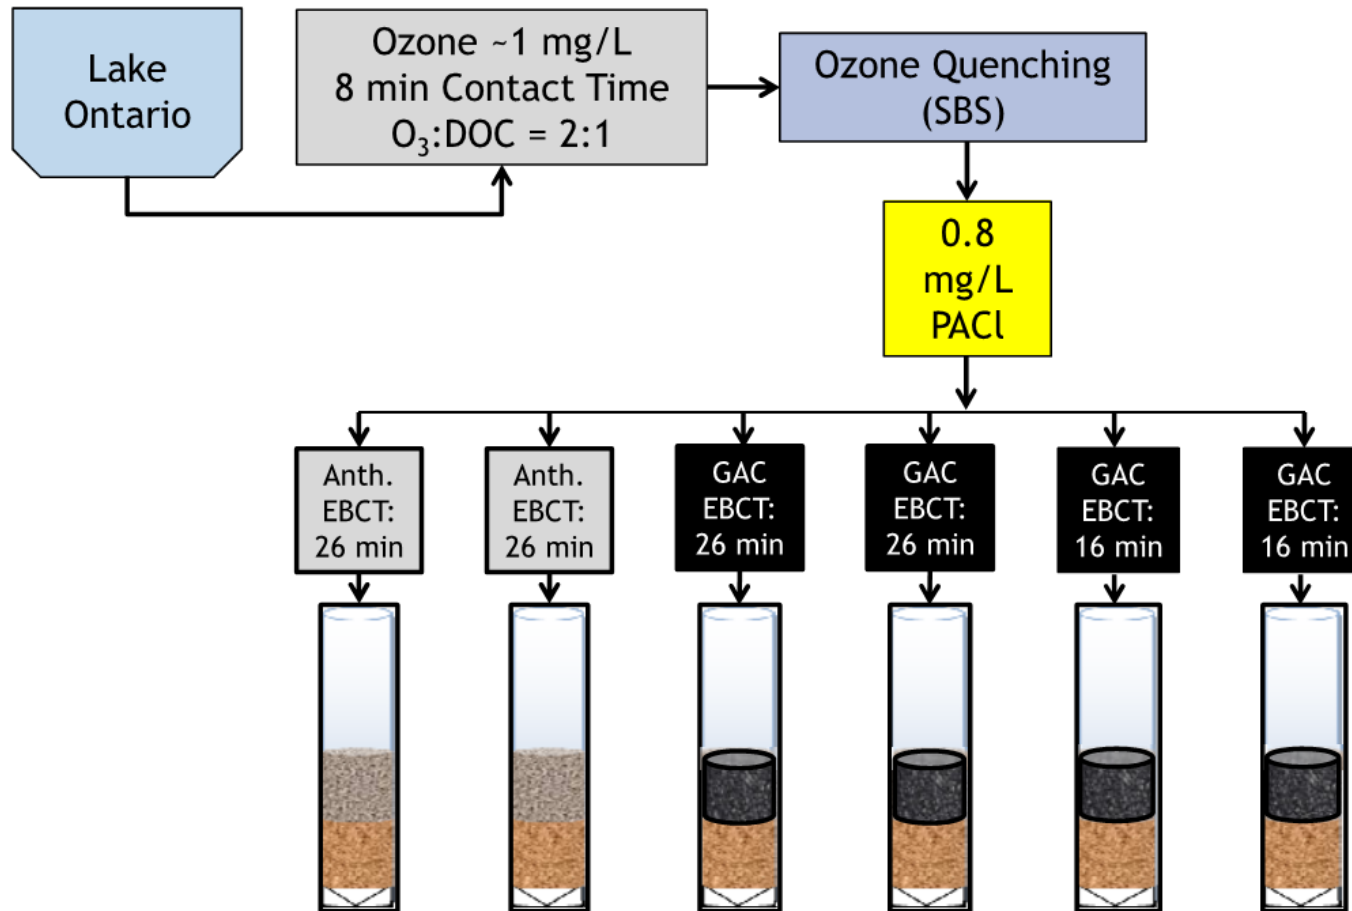 Lake
Ontario
Ozone ~1 mg/L
8 min Contact Time
O₃:DOC = 2:1
Ozone Quenching
(SBS)
0.8
mg/L
PACl
Anth.
EBCT:
26 min
Anth.
EBCT:
26 min
GAC
EBCT:
26 min
GAC
EBCT:
26 min
GAC
EBCT:
16 min
GAC
EBCT:
16 min